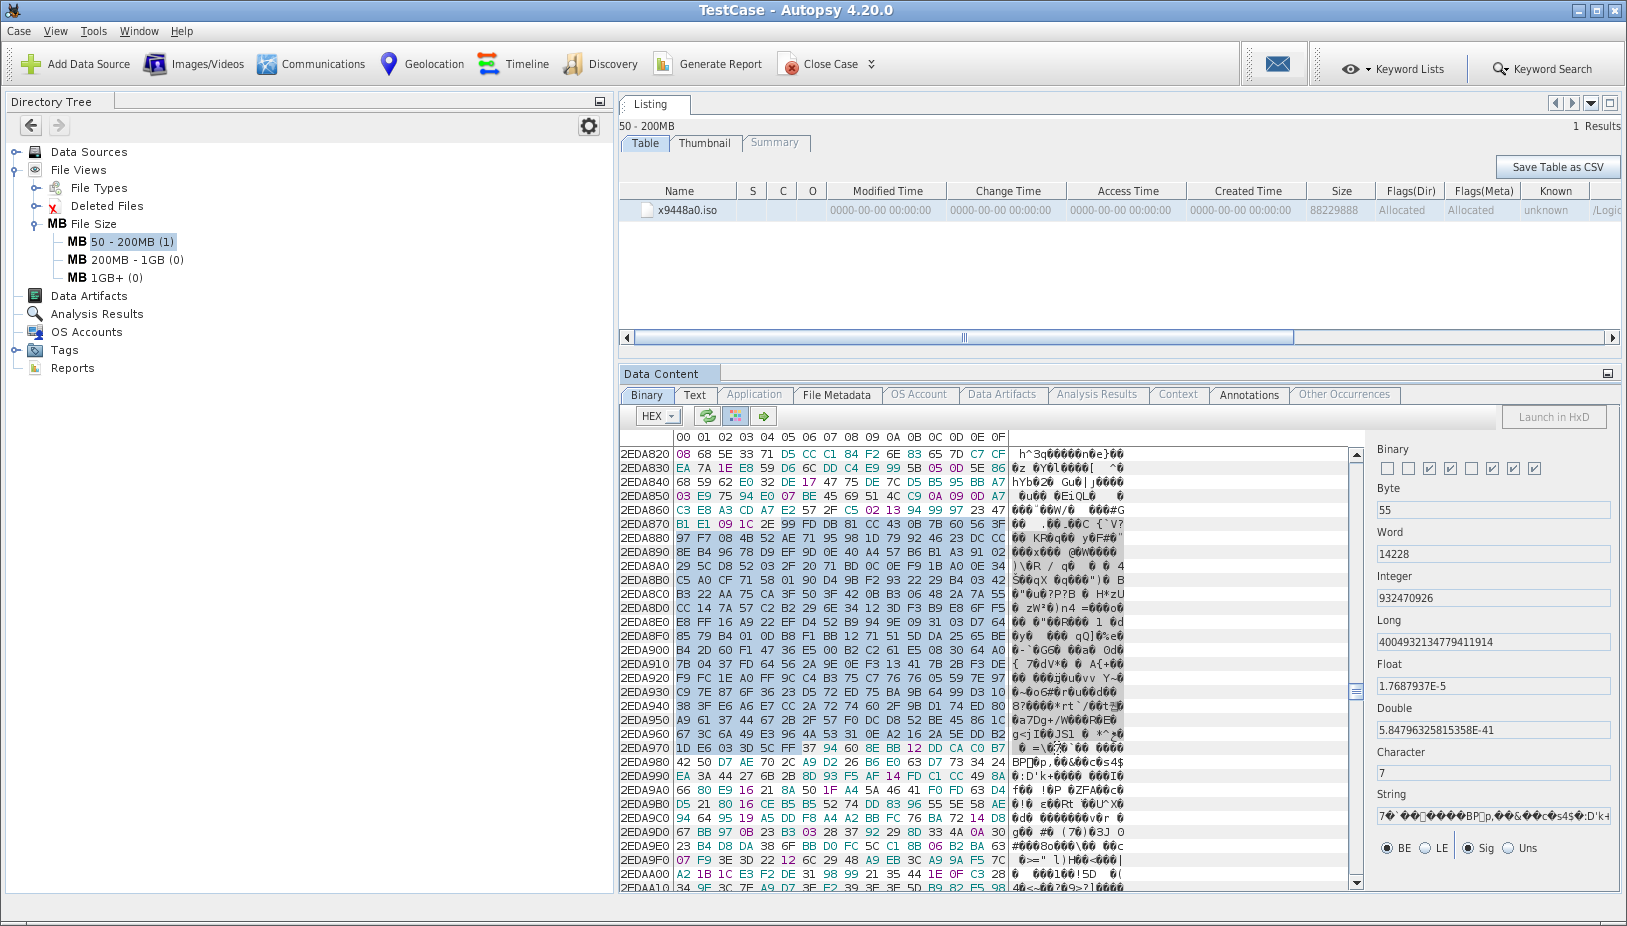 TestCase - Autopsy 4.20.0
Case View Tools Window Help
Add Data Source Images/Videos Communications Geolocation Timeline Discovery Generate Report Close Case Keyword Lists Keyword Search
Directory Tree
Data Sources
File Views
File Types
Deleted Files
MB File Size
MB 50 - 200MB (1)
MB 200MB - 1GB (0)
MB 1GB+ (0)
Data Artifacts
Analysis Results
OS Accounts
Tags
Reports
Listing
50 - 200MB 1 Results
Table Thumbnail Summary
Save Table as CSV
Name S C O Modified Time Change Time Access Time Created Time Size Flags(Dir) Flags(Meta) Known
x9448a0.iso 0000-00-00 00:00:00 0000-00-00 00:00:00 0000-00-00 00:00:00 0000-00-00 00:00:00 88229888 Allocated Allocated unknown /Logic
Data Content
Binary Text Application File Metadata OS Account Data Artifacts Analysis Results Context Annotations Other Occurrences
HEX Launch in HxD
00 01 02 03 04 05 06 07 08 09 0A 0B 0C 0D 0E 0F
2EDA820 08 68 5E 33 71 D5 CC C1 84 F2 6E 83 65 7D C7 CF
2EDA830 EA 7A 1E E8 59 D6 6C DD C4 E9 99 5B 05 0D 5E 86
2EDA840 68 59 62 E0 32 DE 17 47 75 DE 7C D5 B5 95 BB A7
2EDA850 03 E9 75 94 E0 07 BE 45 69 51 4C C9 0A 09 0D A7
2EDA860 C3 E8 A3 CD A7 E2 57 2F C5 02 13 94 99 97 23 47
2EDA870 B1 E1 09 1C 2E 99 FD DB 81 CC 43 0B 7B 60 56 3F
2EDA880 97 F7 08 4B 52 AE 71 95 98 1D 79 92 46 23 DC CC
2EDA890 8E B4 96 78 D9 EF 9D 0E 40 A4 57 B6 B1 A3 91 02
2EDA8A0 29 5C D8 52 03 2F 20 71 BD 0C 0E F9 1B A0 0E 34
2EDA8B0 C5 A0 CF 71 58 01 90 D4 9B F2 93 22 29 B4 03 42
2EDA8C0 B3 22 AA 75 CA 3F 50 3F 42 0B B3 06 48 2A 7A 55
2EDA8D0 CC 14 7A 57 C2 B2 29 6E 34 12 3D F3 B9 E8 6F F5
2EDA8E0 E8 FF 16 A9 22 EF D4 52 B9 94 9E 09 31 03 D7 64
2EDA8F0 85 79 B4 01 0D B8 F1 BB 12 71 51 5D DA 25 65 BE
2EDA900 B4 2D 60 F1 47 36 E5 00 B2 C2 61 E5 08 30 64 A0
2EDA910 7B 04 37 FD 64 56 2A 9E 0E F3 13 41 7B 2B F3 DE
2EDA920 F9 FC 1E A0 FF 9C C4 B3 75 C7 76 76 05 59 7E 97
2EDA930 C9 7E 87 6F 36 23 D5 72 ED 75 BA 9B 64 99 D3 10
2EDA940 38 3F E6 A6 E7 CC 2A 72 74 60 2F 9B D1 74 ED 80
2EDA950 A9 61 37 44 67 2B 2F 57 F0 DC D8 52 BE 45 86 1C
2EDA960 67 3C 6A 49 E3 96 4A 53 31 0E A2 16 2A 5E DD B2
2EDA970 1D E6 03 3D 5C FF 37 94 60 8E BB 12 DD CA C0 B7
2EDA980 42 50 D7 AE 70 2C A9 D2 26 B6 E0 63 D7 73 34 24
2EDA990 EA 3A 44 27 6B 2B 8D 93 F5 AF 14 FD C1 CC 49 8A
2EDA9A0 66 80 E9 16 21 8A 50 1F A4 5A 46 41 F0 FD 63 D4
2EDA9B0 D5 21 80 16 CE B5 B5 52 74 DD 83 96 55 5E 58 AE
2EDA9C0 94 64 95 19 A5 DD F8 A4 A2 BB FC 76 BA 72 14 D8
2EDA9D0 67 BB 97 0B 23 B3 03 28 37 92 29 8D 33 4A 0A 30
2EDA9E0 23 B4 D8 DA 38 6F BB D0 FC 5C C1 8B 06 B2 BA 63
2EDA9F0 07 F9 3E 3D 22 12 6C 29 48 A9 EB 3C A9 9A F5 7C
2EDAA00 A2 1B 1C E3 F2 DE 31 98 99 21 35 44 1E 0F C3 28
2EDAA10 34 9E 3C 7E A9 D7 3F E2 39 3E 3F 5D B9 82 E5 98
Binary
Byte
55
Word
14228
Integer
932470926
Long
4004932134779411914
Float
1.7687937E-5
Double
5.84796325815358E-41
Character
7
String
BE LE Sig Uns